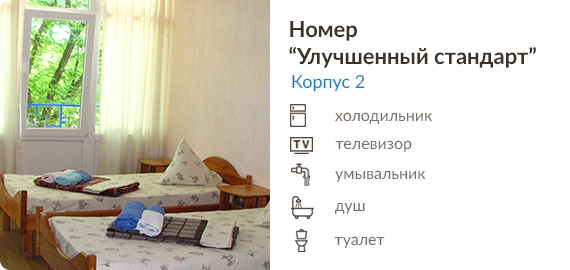 Номер
“Улучшенный стандарт”
Корпус 2
холодильник
TV телевизор
умывальник
душ
туалет